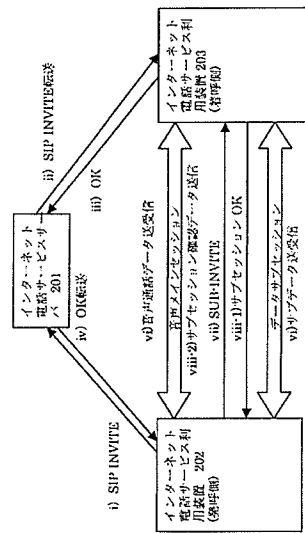 インターネット
電話サービスサー
バ 201
i) SIP INVITE
iv) OK転送
ii) SIP INVITE転送
iii) OK
インターネット
電話サービス利
用装置 202
(発呼側)
インターネット
電話サービス利
用装置 203
(着呼側)
vi)音声通話データ送受信
音声メインセッション
viii-2)サブセッション確認データ送信
vii) SUB-INVITE
viii-1)サブセッションOK
データサブセッション
vi)サブデータ送受信